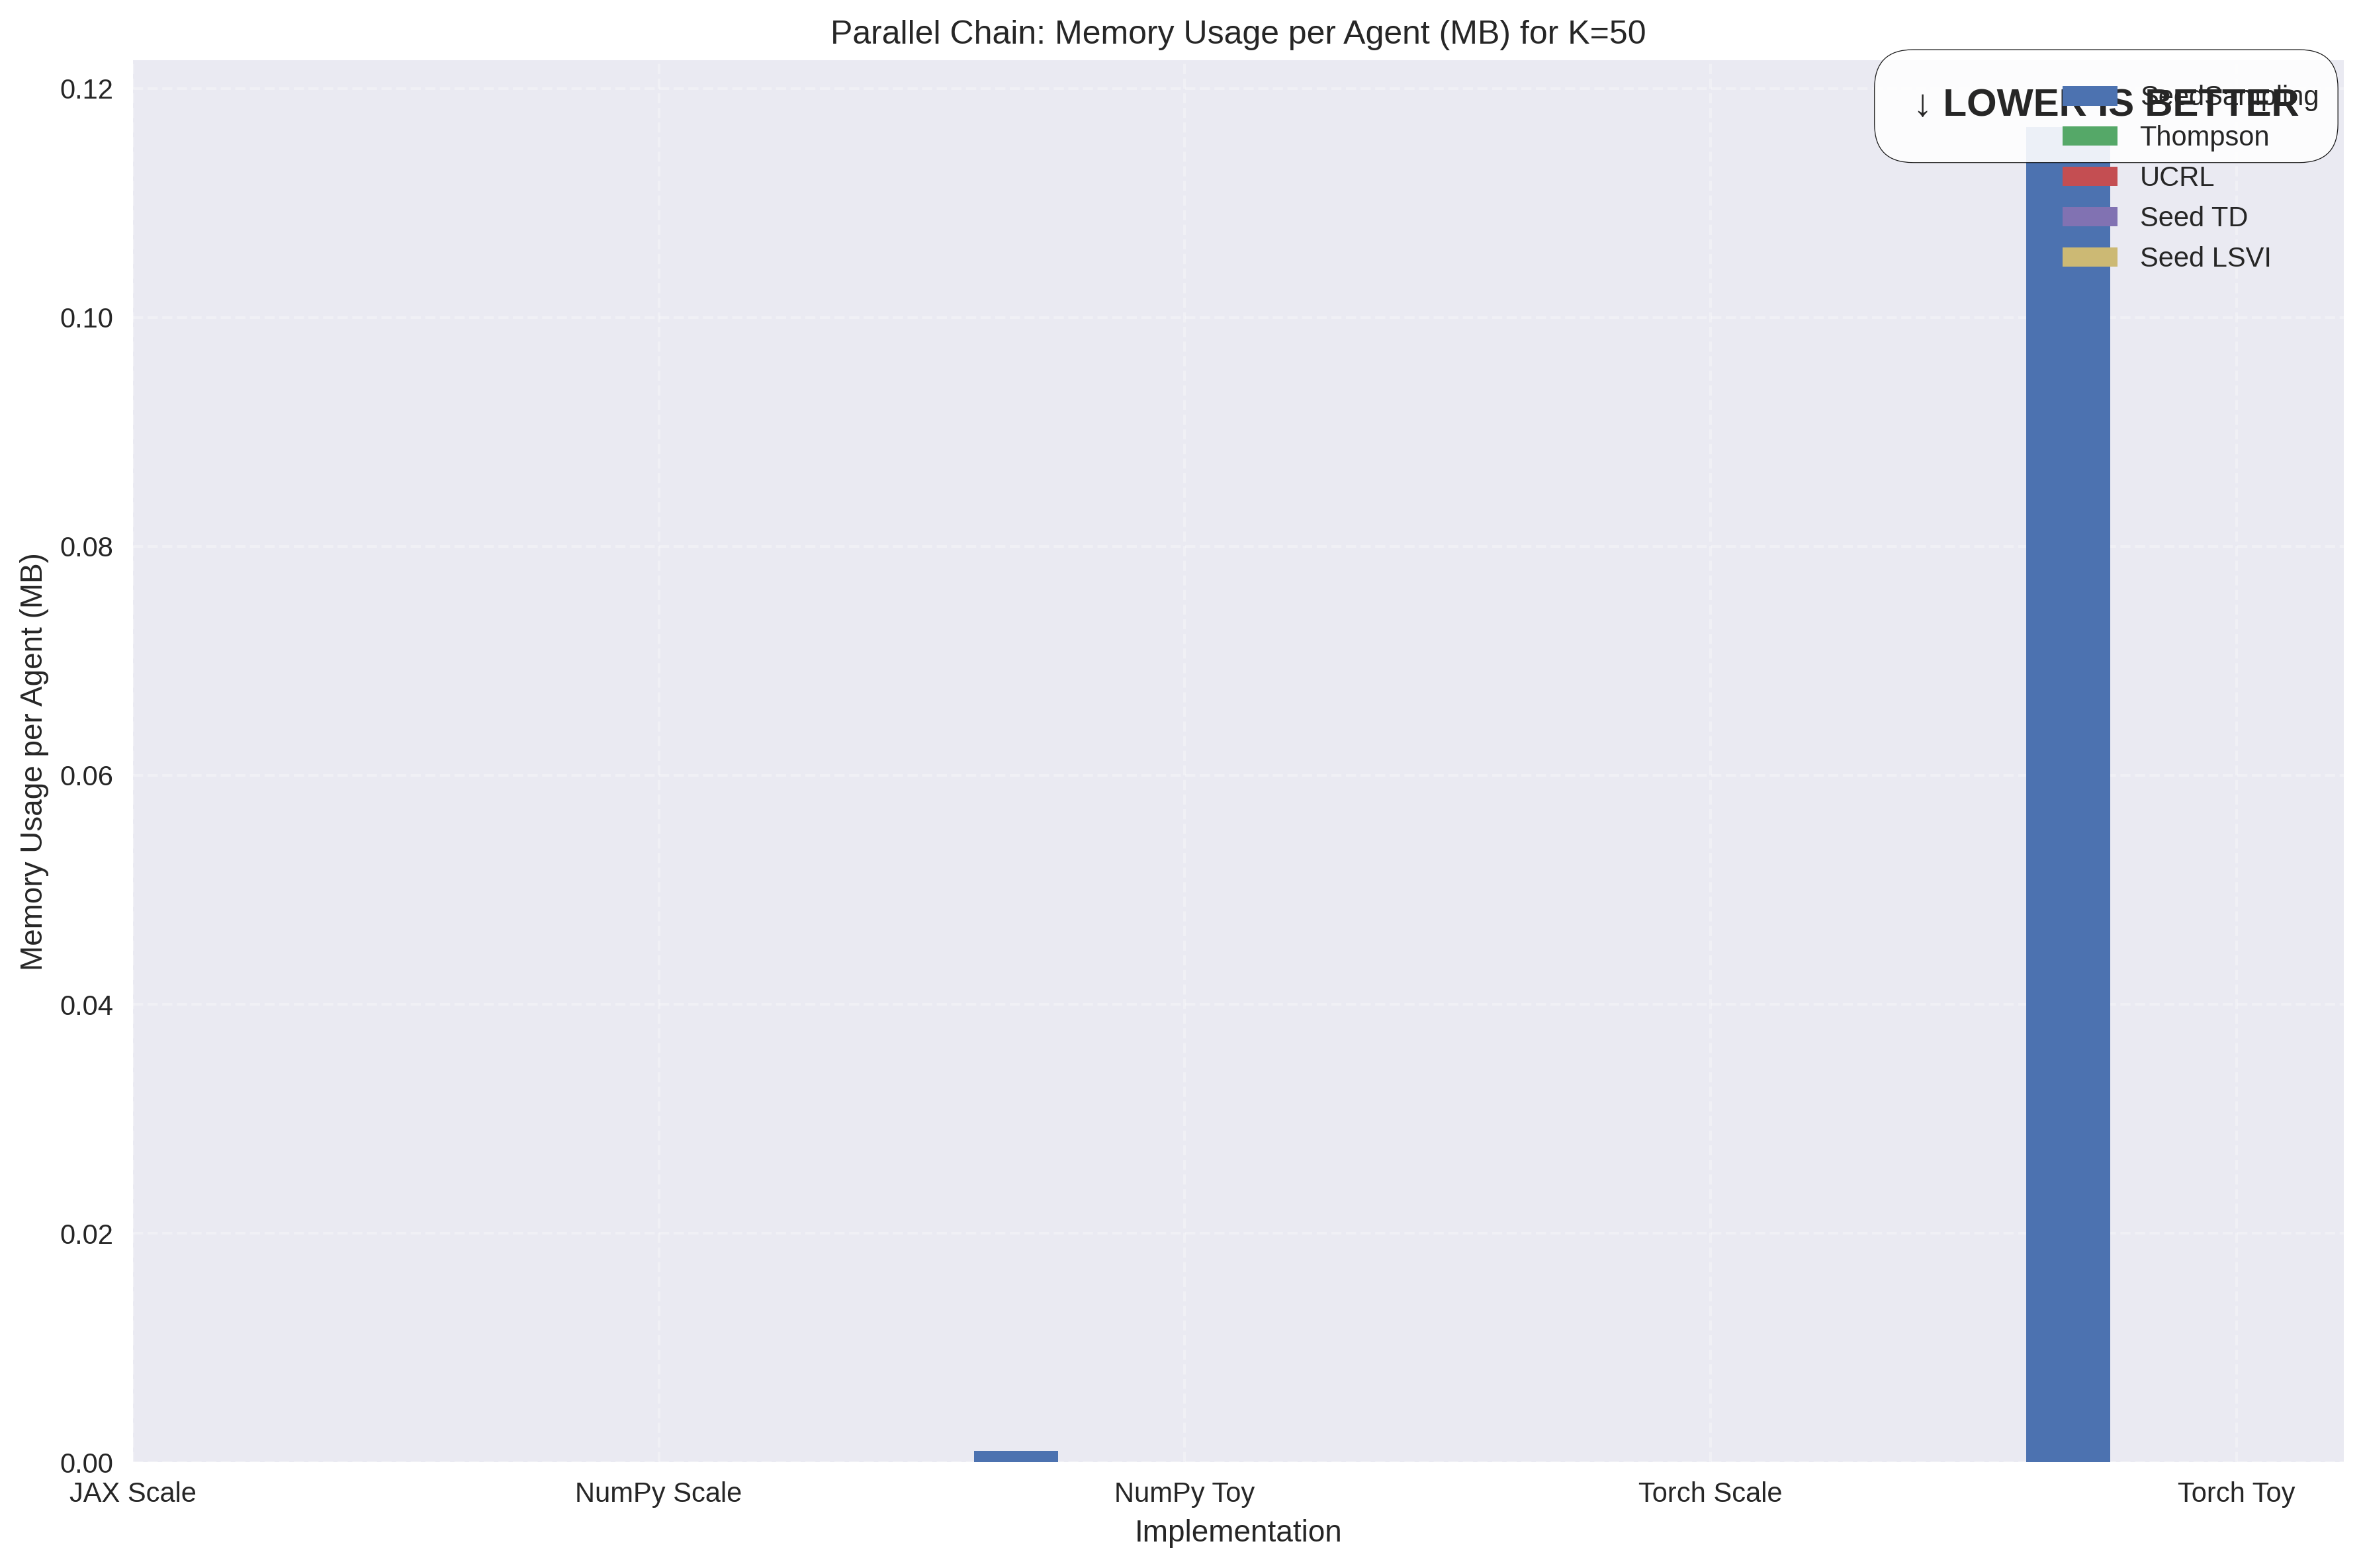 Parallel Chain: Memory Usage per Agent (MB) for K=50
↓ LOWER IS BETTER
SeedSampling
Thompson
UCRL
Seed TD
Seed LSVI
Memory Usage per Agent (MB)
0.12
0.10
0.08
0.06
0.04
0.02
0.00
JAX Scale
NumPy Scale
NumPy Toy
Torch Scale
Torch Toy
Implementation